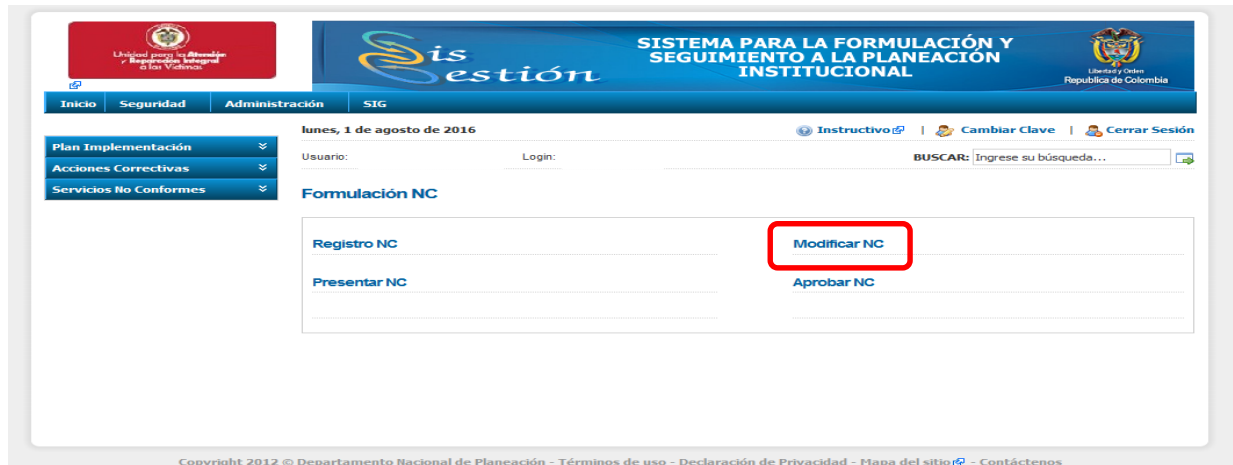 Unidad para la Atención
y Reparación Integral
a las Víctimas
Sis
Gestión
SISTEMA PARA LA FORMULACIÓN Y
SEGUIMIENTO A LA PLANEACIÓN
INSTITUCIONAL
Libertad y Orden
Republica de Colombia
Inicio Seguridad Administración SIG
lunes, 1 de agosto de 2016 Instructivo | Cambiar Clave | Cerrar Sesión
Plan Implementación
Acciones Correctivas
Servicios No Conformes
Usuario: Login: BUSCAR: Ingrese su búsqueda...
Formulación NC
Registro NC Modificar NC
Presentar NC Aprobar NC
Copyright 2012 © Departamento Nacional de Planeación - Términos de uso - Declaración de Privacidad - Mapa del sitio - Contáctenos